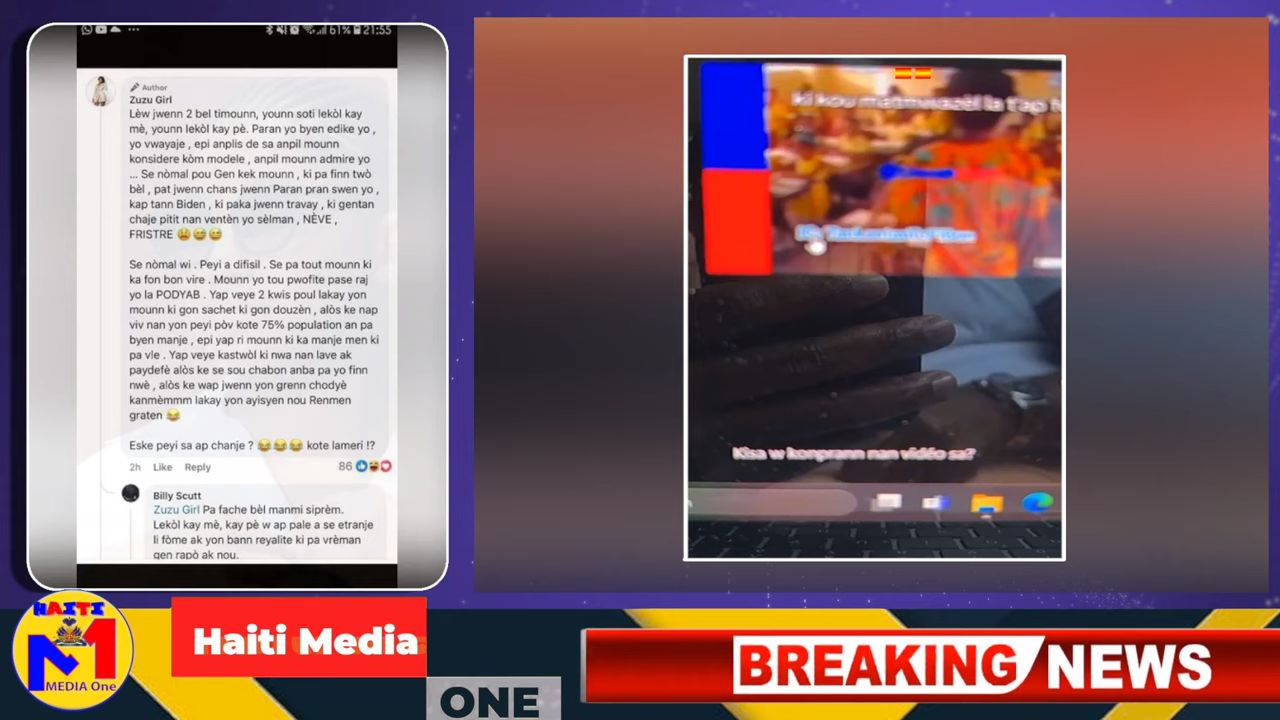 61% 21:55
Author
Zuzu Girl
Lèw jwenn 2 bel timounn, younn soti lekòl kay
mè, younn lekòl kay pè. Paran yo byen edike yo ,
yo vwayaje , epi anplis de sa anpil mounn
konsidere kòm modele , anpil mounn admire yo
... Se nòmal pou Gen kek mounn , ki pa finn twò
bèl , pat jwenn chans jwenn Paran pran swen yo ,
kap tann Biden , ki paka jwenn travay , ki gentan
chaje pitit nan ventèn yo sèlman , NÈVE ,
FRISTRE 😩😅😅
Se nòmal wi . Peyi a difisil . Se pa tout mounn ki
ka fon bon vire . Mounn yo tou pwofite pase raj
yo la PODYAB . Yap veye 2 kwis poul lakay yon
mounn ki gon sachet ki gon douzèn , alòs ke nap
viv nan yon peyi pòv kote 75% population an pa
byen manje , epi yap ri mounn ki ka manje men ki
pa vle . Yap veye kastwòl ki nwa nan lave ak
paydefè alòs ke se sou chabon anba pa yo finn
nwè , alòs ke wap jwenn yon grenn chodyè
kanmèmmm lakay yon ayisyen nou Renmen
graten 😂
Eske peyi sa ap chanje ? 😂😂😂 kote lameri !?
2h Like Reply 86
Billy Scutt
Zuzu Girl Pa fache bèl manmi siprèm.
Lekòl kay mè, kay pè w ap pale a se etranje
li fòme ak yon bann reyalite ki pa vrèman
gen rapò ak nou.
ki kou matmwazèl la t'ap
Kisa w konprann nan vidéo sa?
HAITI
M
MEDIA One
Haiti Media
ONE
BREAKING NEWS